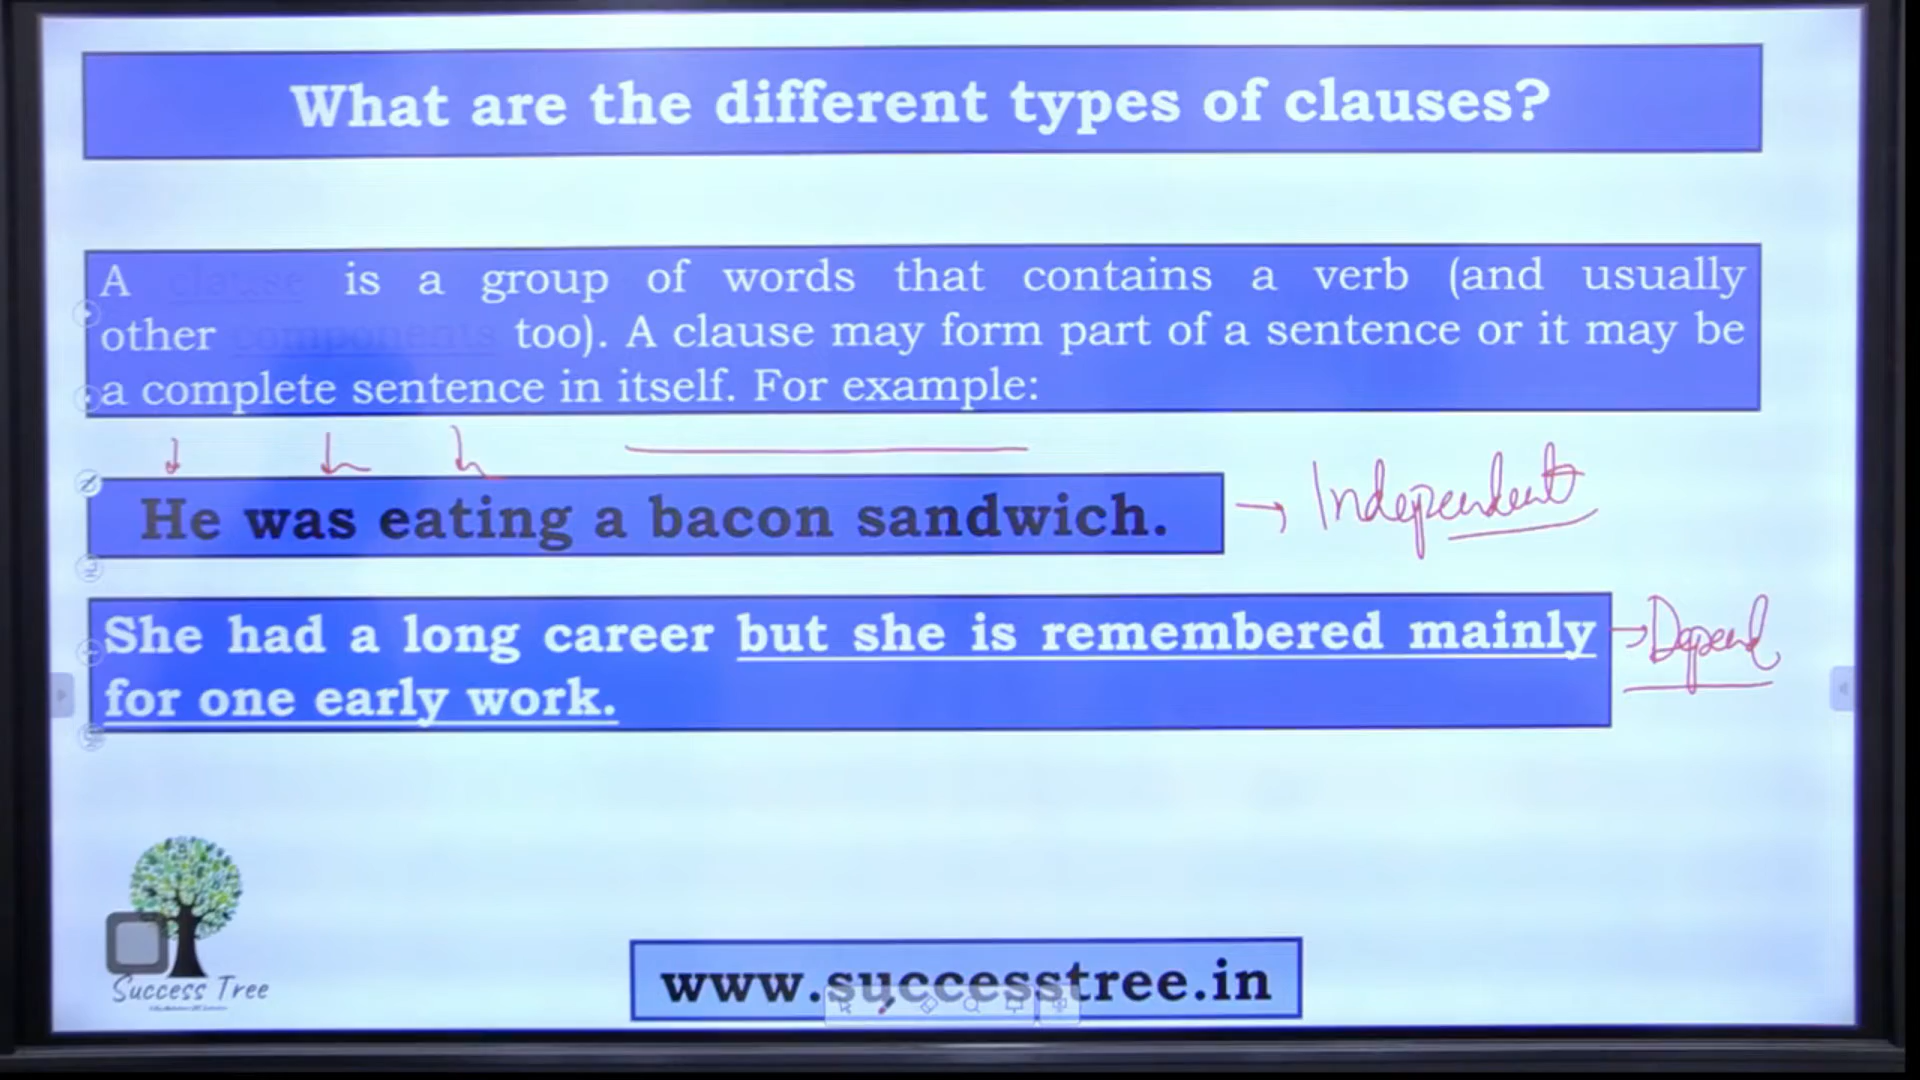 What are the different types of clauses?
A clause is a group of words that contains a verb (and usually
other components too). A clause may form part of a sentence or it may be
a complete sentence in itself. For example:
He was eating a bacon sandwich.
Independent
She had a long career but she is remembered mainly
for one early work.
Depend
Success Tree
www.successtree.in